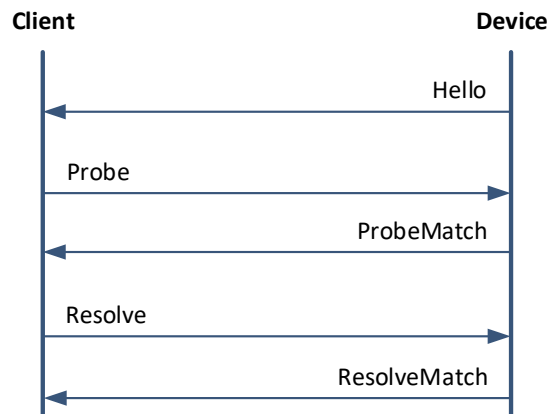 Client
Device
Hello
Probe
ProbeMatch
Resolve
ResolveMatch